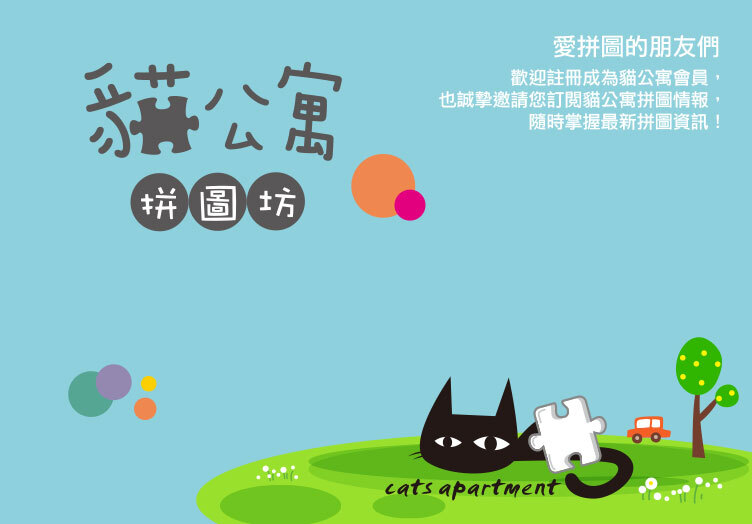 貓公寓
拼圖坊
愛拼圖的朋友們
歡迎註冊成為貓公寓會員，
也誠摯邀請您訂閱貓公寓拼圖情報，
隨時掌握最新拼圖資訊！
cats apartment